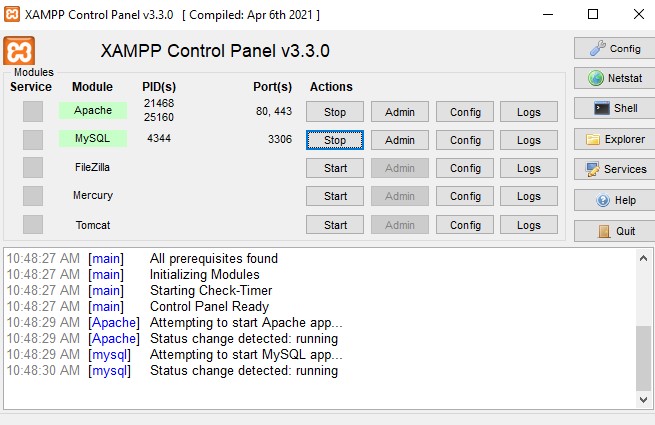 XAMPP Control Panel v3.3.0 [ Compiled: Apr 6th 2021 ]
XAMPP Control Panel v3.3.0
Config
Modules
Service Module PID(s) Port(s) Actions
Netstat
Apache 21468 25160 80, 443 Stop Admin Config Logs
Shell
MySQL 4344 3306 Stop Admin Config Logs
Explorer
FileZilla Start Admin Config Logs
Services
Mercury Start Admin Config Logs
Help
Tomcat Start Admin Config Logs
Quit
10:48:27 AM [main] All prerequisites found
10:48:27 AM [main] Initializing Modules
10:48:27 AM [main] Starting Check-Timer
10:48:27 AM [main] Control Panel Ready
10:48:29 AM [Apache] Attempting to start Apache app...
10:48:29 AM [Apache] Status change detected: running
10:48:29 AM [mysql] Attempting to start MySQL app...
10:48:30 AM [mysql] Status change detected: running